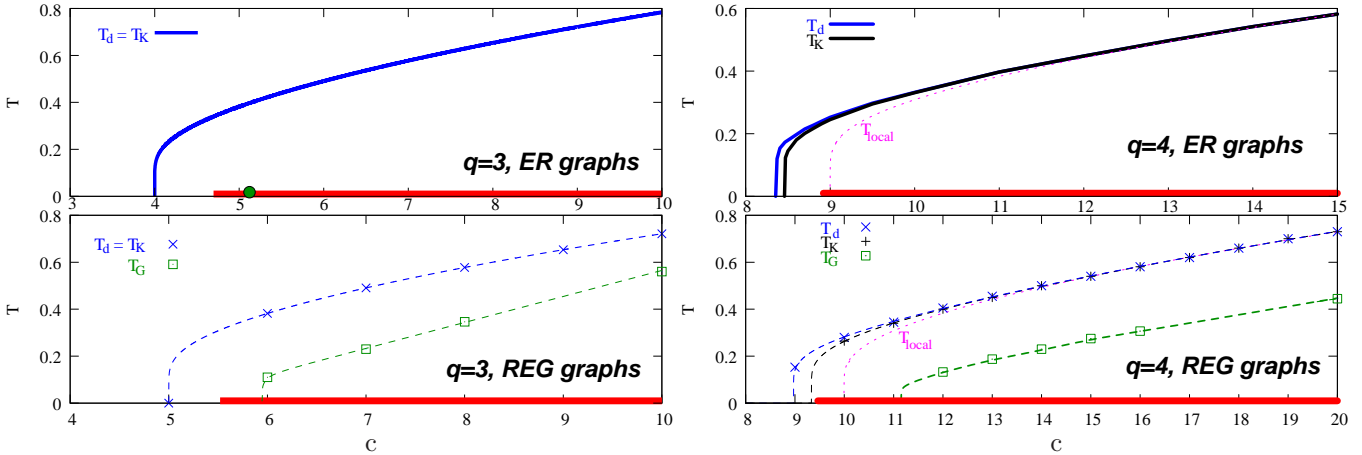 0.8
0.6
0.4
0.2
0
T
T_d = T_K
q=3, ER graphs
3 4 5 6 7 8 9 10
0.6
0.4
0.2
0
T
T_d
T_K
T_local
q=4, ER graphs
8 9 10 11 12 13 14 15
0.8
0.6
0.4
0.2
0
T
T_d = T_K
T_G
q=3, REG graphs
4 5 6 7 8 9 10
c
0.8
0.6
0.4
0.2
0
T
T_d
T_K
T_G
T_local
q=4, REG graphs
8 9 10 11 12 13 14 15 16 17 18 19 20
c